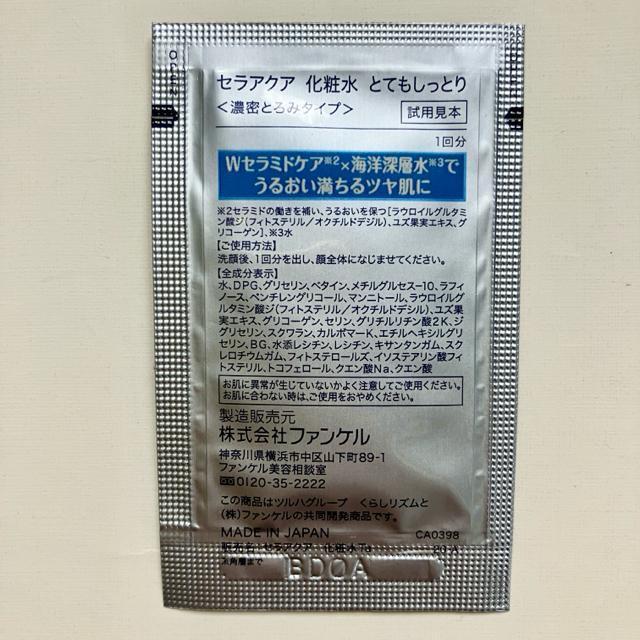 OPEN
セラアクア 化粧水 とてもしっとり
＜濃密とろみタイプ＞ 試用見本
1回分
Wセラミドケア※2×海洋深層水※3で
うるおい満ちるツヤ肌に
※2セラミドの働きを補い、うるおいを保つ[ラウロイルグルタミ
ン酸ジ(フィトステリル／オクチルドデシル)、ユズ果実エキス、グ
リコーゲン]、※3水
【ご使用方法】
洗顔後、1回分を出し、顔全体になじませてください。
【全成分表示】
水、DPG、グリセリン、ベタイン、メチルグルセス-10、ラフィ
ノース、ペンチレングリコール、マンニトール、ラウロイルグ
ルタミン酸ジ(フィトステリル／オクチルドデシル)、ユズ果
実エキス、グリコーゲン、セリン、グリチルリチン酸2K、ジ
グリセリン、スクワラン、カルボマーK、エチルヘキシルグリ
セリン、BG、水添レシチン、レシチン、キサンタンガム、スク
レロチウムガム、フィトステロールズ、イソステアリン酸フィ
トステリル、トコフェロール、クエン酸Na、クエン酸
お肌に異常が生じていないかよく注意してご使用ください。
お肌に合わない時は、ご使用をおやめください。
製造販売元
株式会社ファンケル
神奈川県横浜市中区山下町89-1
ファンケル美容相談室
0120-35-2222
この商品はツルハグループ くらしリズムと
(株)ファンケルの共同開発商品です。
MADE IN JAPAN CA0398
販売名：セラアクア 化粧水Ta 20 A
※角層まで
BDOA